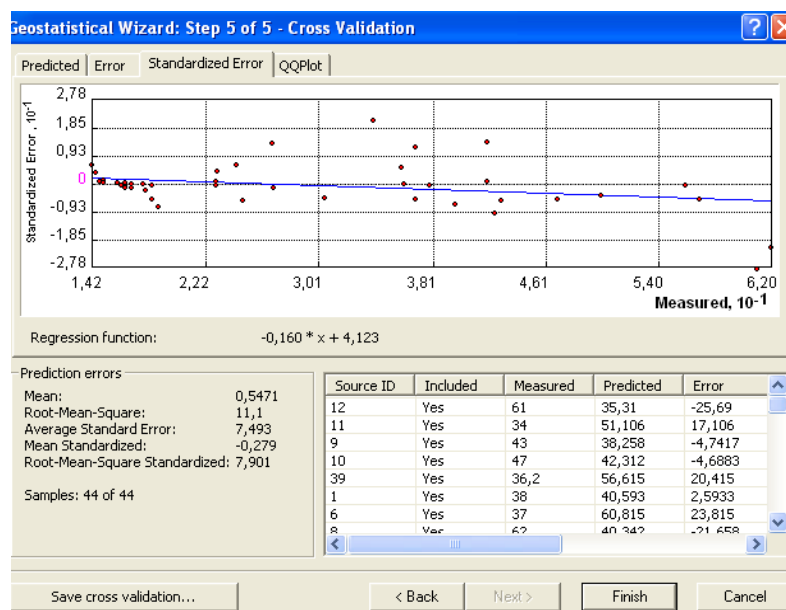 Geostatistical Wizard: Step 5 of 5 - Cross Validation
Predicted Error Standardized Error QQPlot
Standardized Error, 10⁻¹
2,78
1,85
0,93
0
-0,93
-1,85
-2,78
1,42 2,22 3,01 3,81 4,61 5,40 6,20
Measured, 10⁻¹
Regression function: -0,160 * x + 4,123
Prediction errors
Mean: 0,5471
Root-Mean-Square: 11,1
Average Standard Error: 7,493
Mean Standardized: -0,279
Root-Mean-Square Standardized: 7,901
Samples: 44 of 44
Source ID Included Measured Predicted Error
12 Yes 61 35,31 -25,69
11 Yes 34 51,106 17,106
9 Yes 43 38,258 -4,7417
10 Yes 47 42,312 -4,6883
39 Yes 36,2 56,615 20,415
1 Yes 38 40,593 2,5933
6 Yes 37 60,815 23,815
8 Yes 62 40,342 -21,658
Save cross validation... < Back Next > Finish Cancel